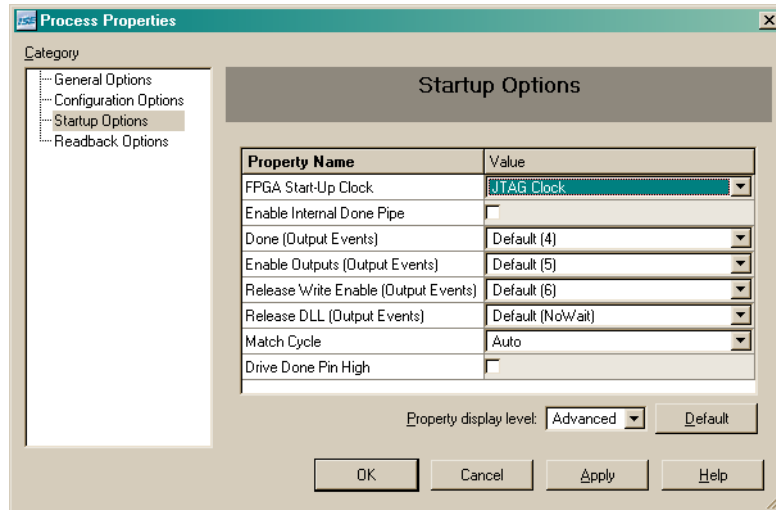 ISE Process Properties
Category
General Options
Configuration Options
Startup Options
Readback Options
Startup Options
Property Name Value
FPGA Start-Up Clock JTAG Clock
Enable Internal Done Pipe
Done (Output Events) Default (4)
Enable Outputs (Output Events) Default (5)
Release Write Enable (Output Events) Default (6)
Release DLL (Output Events) Default (NoWait)
Match Cycle Auto
Drive Done Pin High
Property display level: Advanced Default
OK Cancel Apply Help